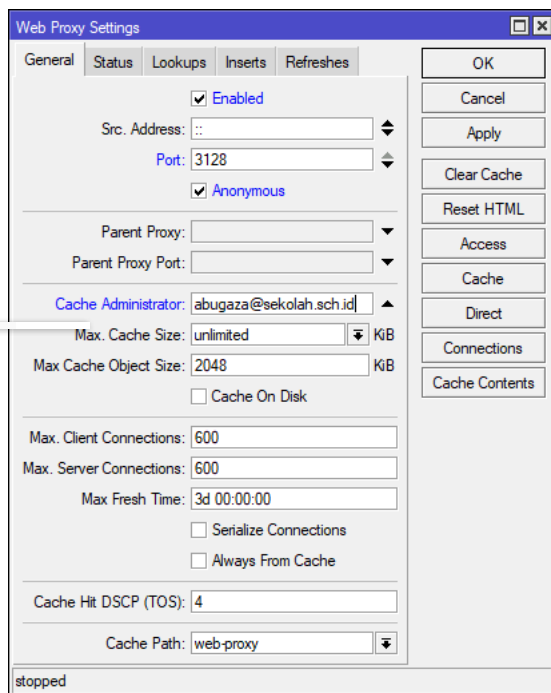 Web Proxy Settings
General Status Lookups Inserts Refreshes
Enabled
Src. Address: ::
Port: 3128
Anonymous
Parent Proxy:
Parent Proxy Port:
Cache Administrator: abugaza@sekolah.sch.id
Max. Cache Size: unlimited KiB
Max Cache Object Size: 2048 KiB
Cache On Disk
Max. Client Connections: 600
Max. Server Connections: 600
Max Fresh Time: 3d 00:00:00
Serialize Connections
Always From Cache
Cache Hit DSCP (TOS): 4
Cache Path: web-proxy
OK
Cancel
Apply
Clear Cache
Reset HTML
Access
Cache
Direct
Connections
Cache Contents
stopped